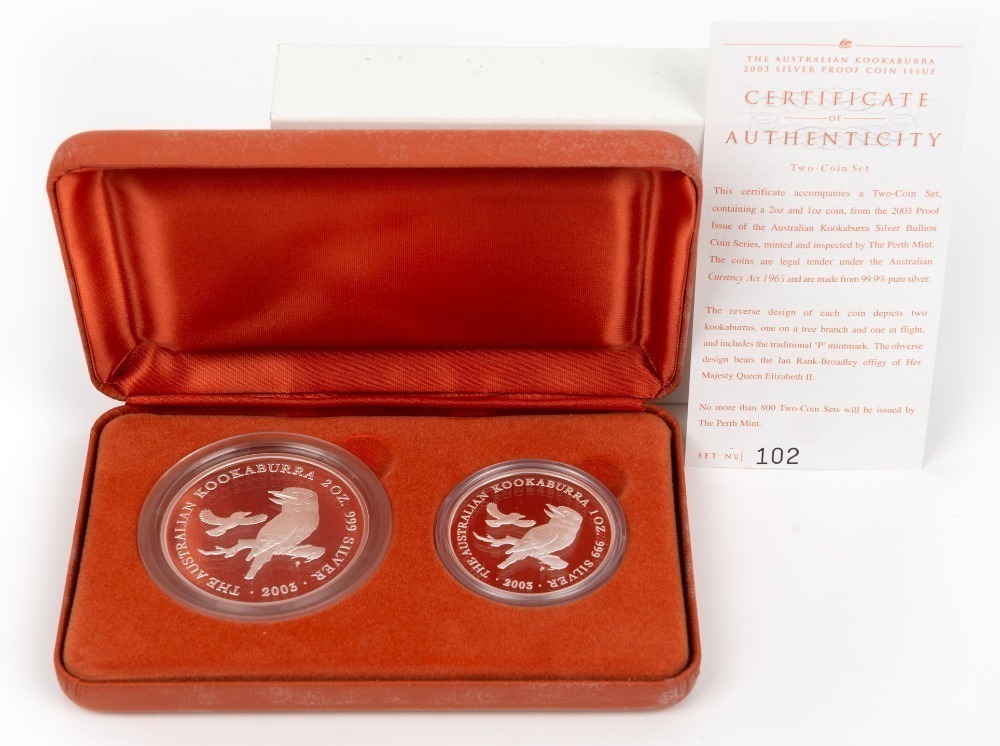 THE AUSTRALIAN KOOKABURRA
2003 SILVER PROOF COIN ISSUE
CERTIFICATE
OF
AUTHENTICITY
Two-Coin Set
This certificate accompanies a Two-Coin Set,
containing a 2oz and 1oz coin, from the 2003 Proof
Issue of the Australian Kookaburra Silver Bullion
Coin Series, minted and inspected by The Perth Mint.
The coins are legal tender under the Australian
Currency Act 1965 and are made from 99.9% pure silver.
The reverse design of each coin depicts two
kookaburras, one on a tree branch and one in flight,
and includes the traditional 'P' mintmark. The obverse
design bears the Ian Rank-Broadley effigy of Her
Majesty Queen Elizabeth II.
No more than 800 Two-Coin Sets will be issued by
The Perth Mint.
SET No 102
THE AUSTRALIAN KOOKABURRA 2 OZ. 999 SILVER
· 2003 ·
P
THE AUSTRALIAN KOOKABURRA 1 OZ. 999 SILVER
· 2003 ·
P